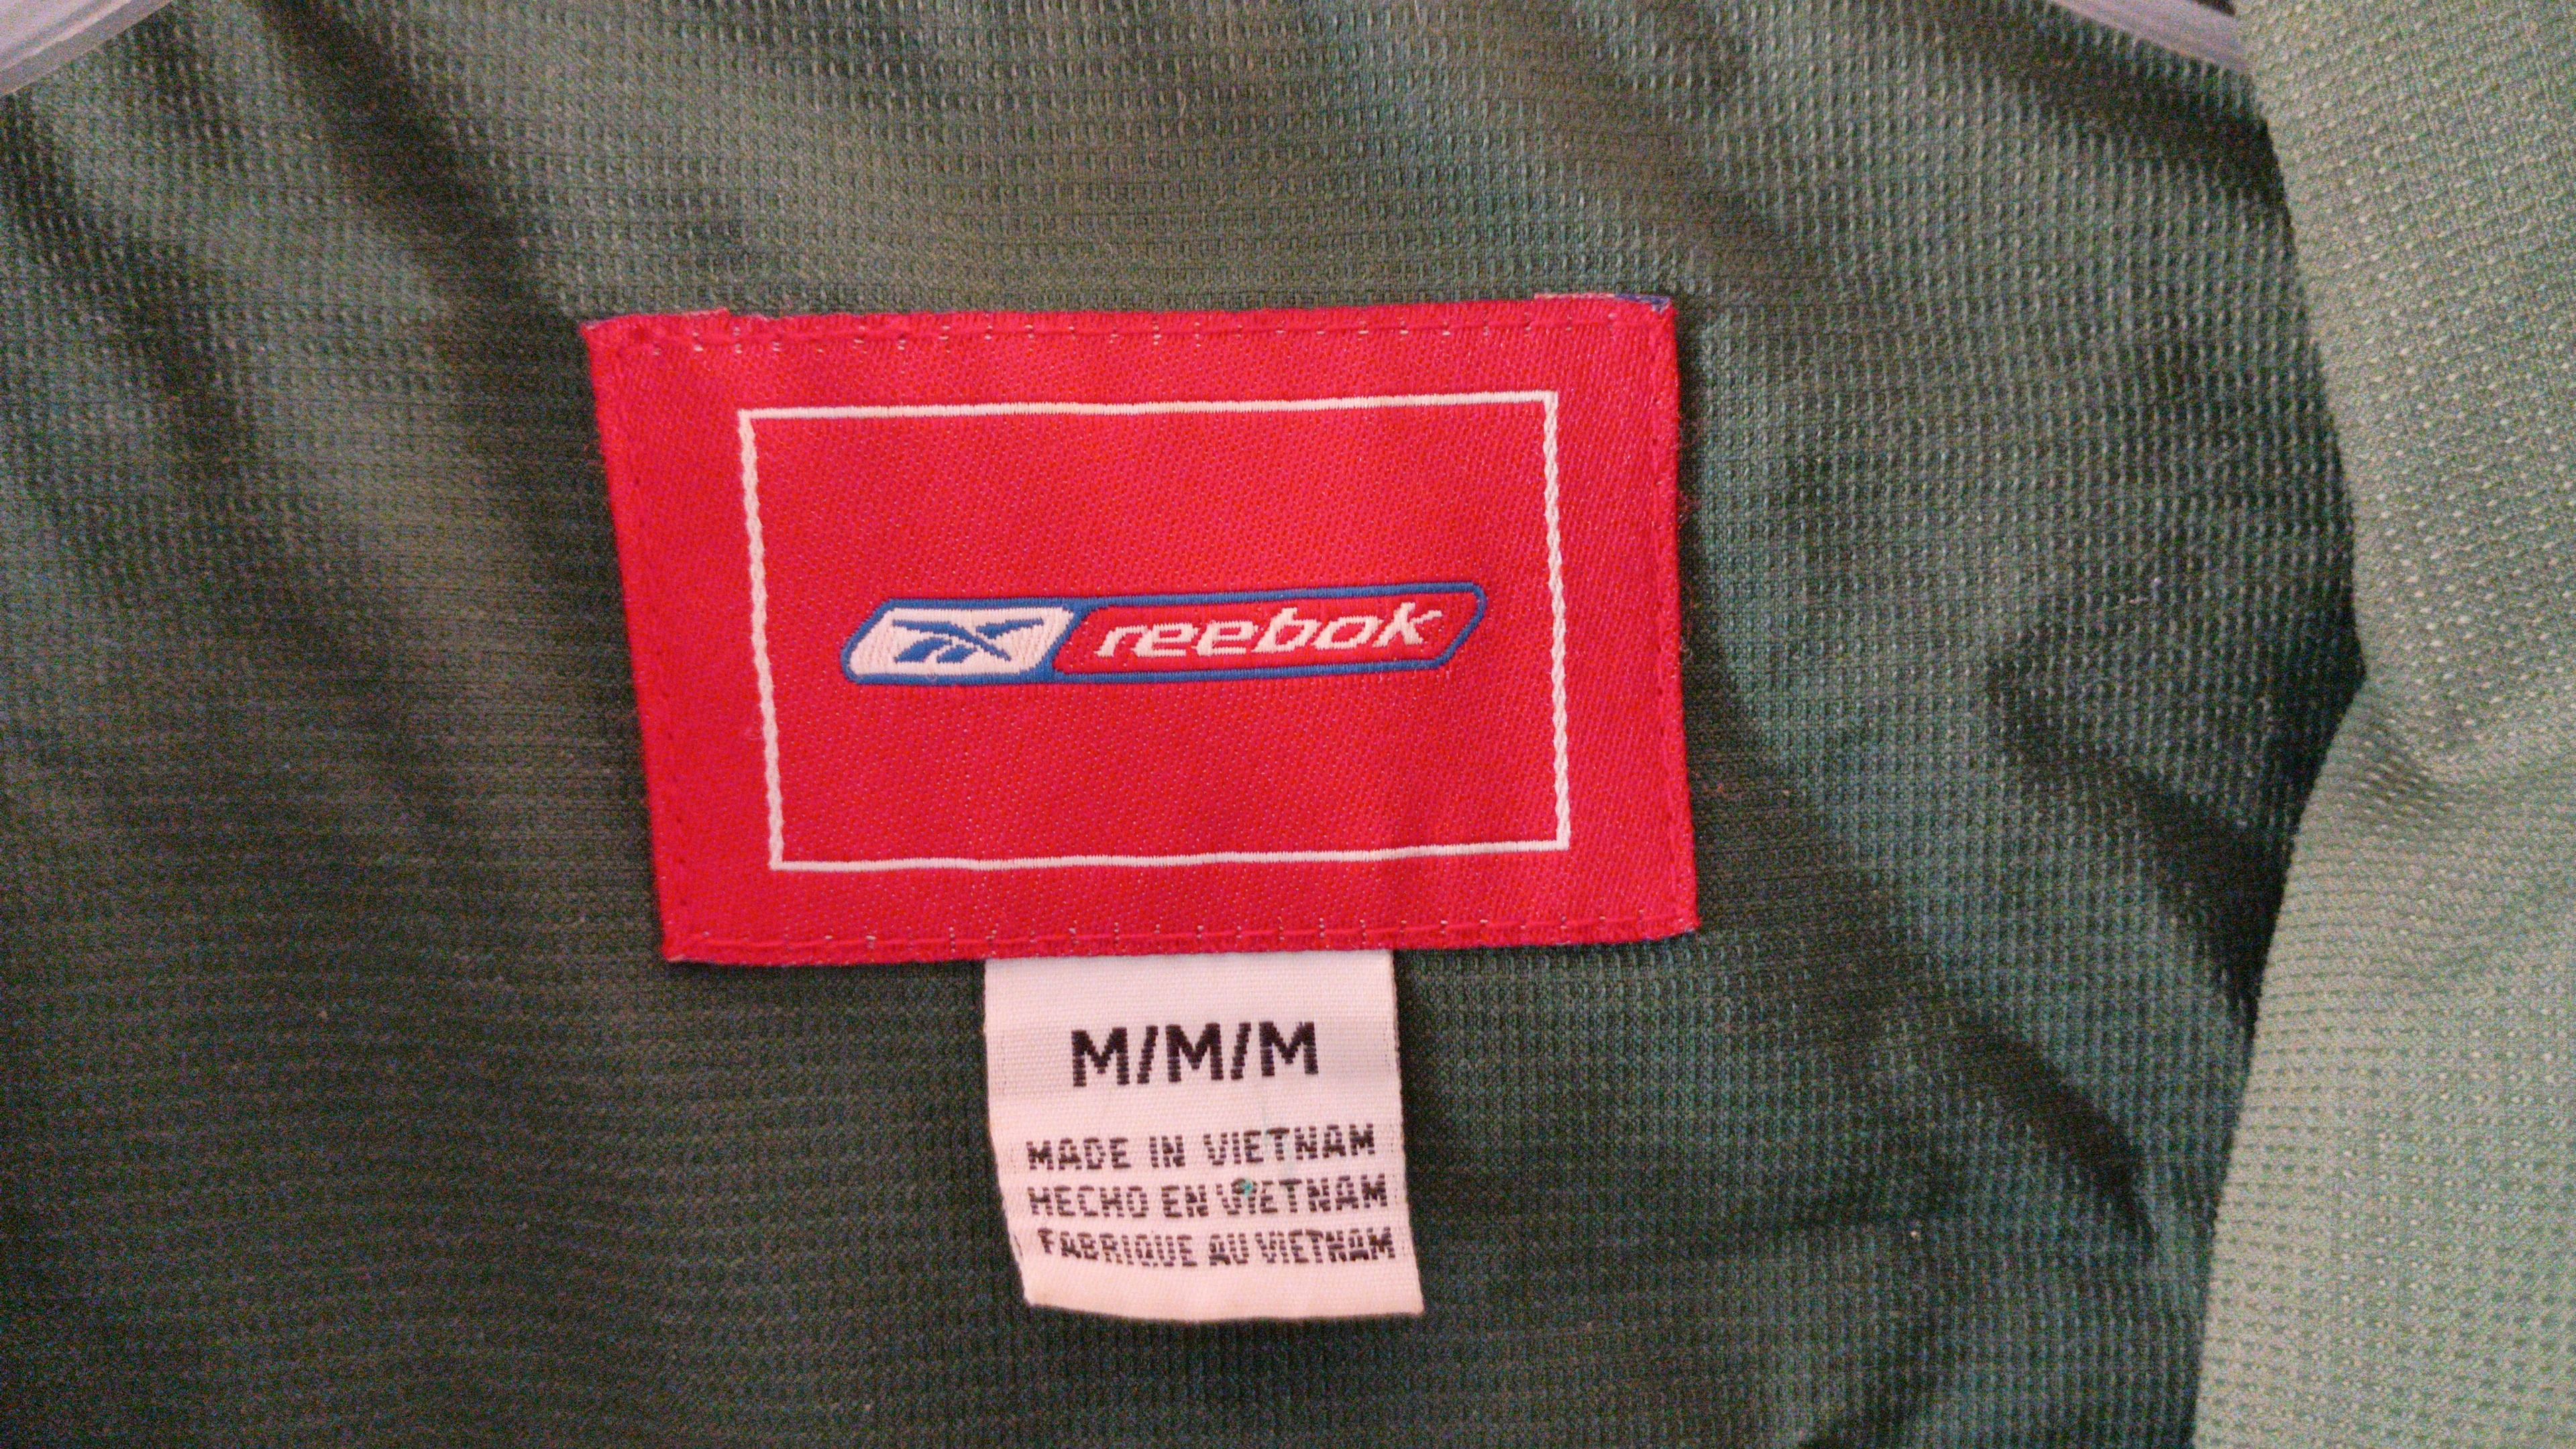 reebok
M/M/M
MADE IN VIETNAM
HECHO EN VIETNAM
FABRIQUE AU VIETNAM